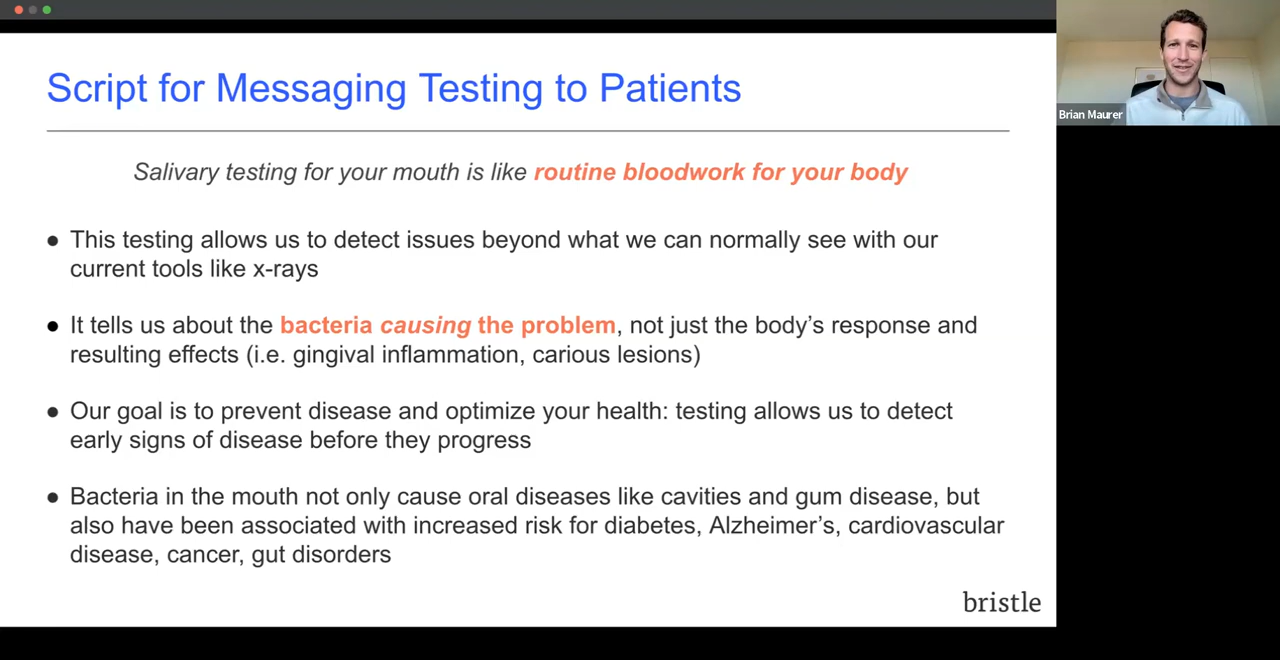 Script for Messaging Testing to Patients
Salivary testing for your mouth is like routine bloodwork for your body
● This testing allows us to detect issues beyond what we can normally see with our
current tools like x-rays
● It tells us about the bacteria causing the problem, not just the body's response and
resulting effects (i.e. gingival inflammation, carious lesions)
● Our goal is to prevent disease and optimize your health: testing allows us to detect
early signs of disease before they progress
● Bacteria in the mouth not only cause oral diseases like cavities and gum disease, but
also have been associated with increased risk for diabetes, Alzheimer's, cardiovascular
disease, cancer, gut disorders
bristle
Brian Maurer